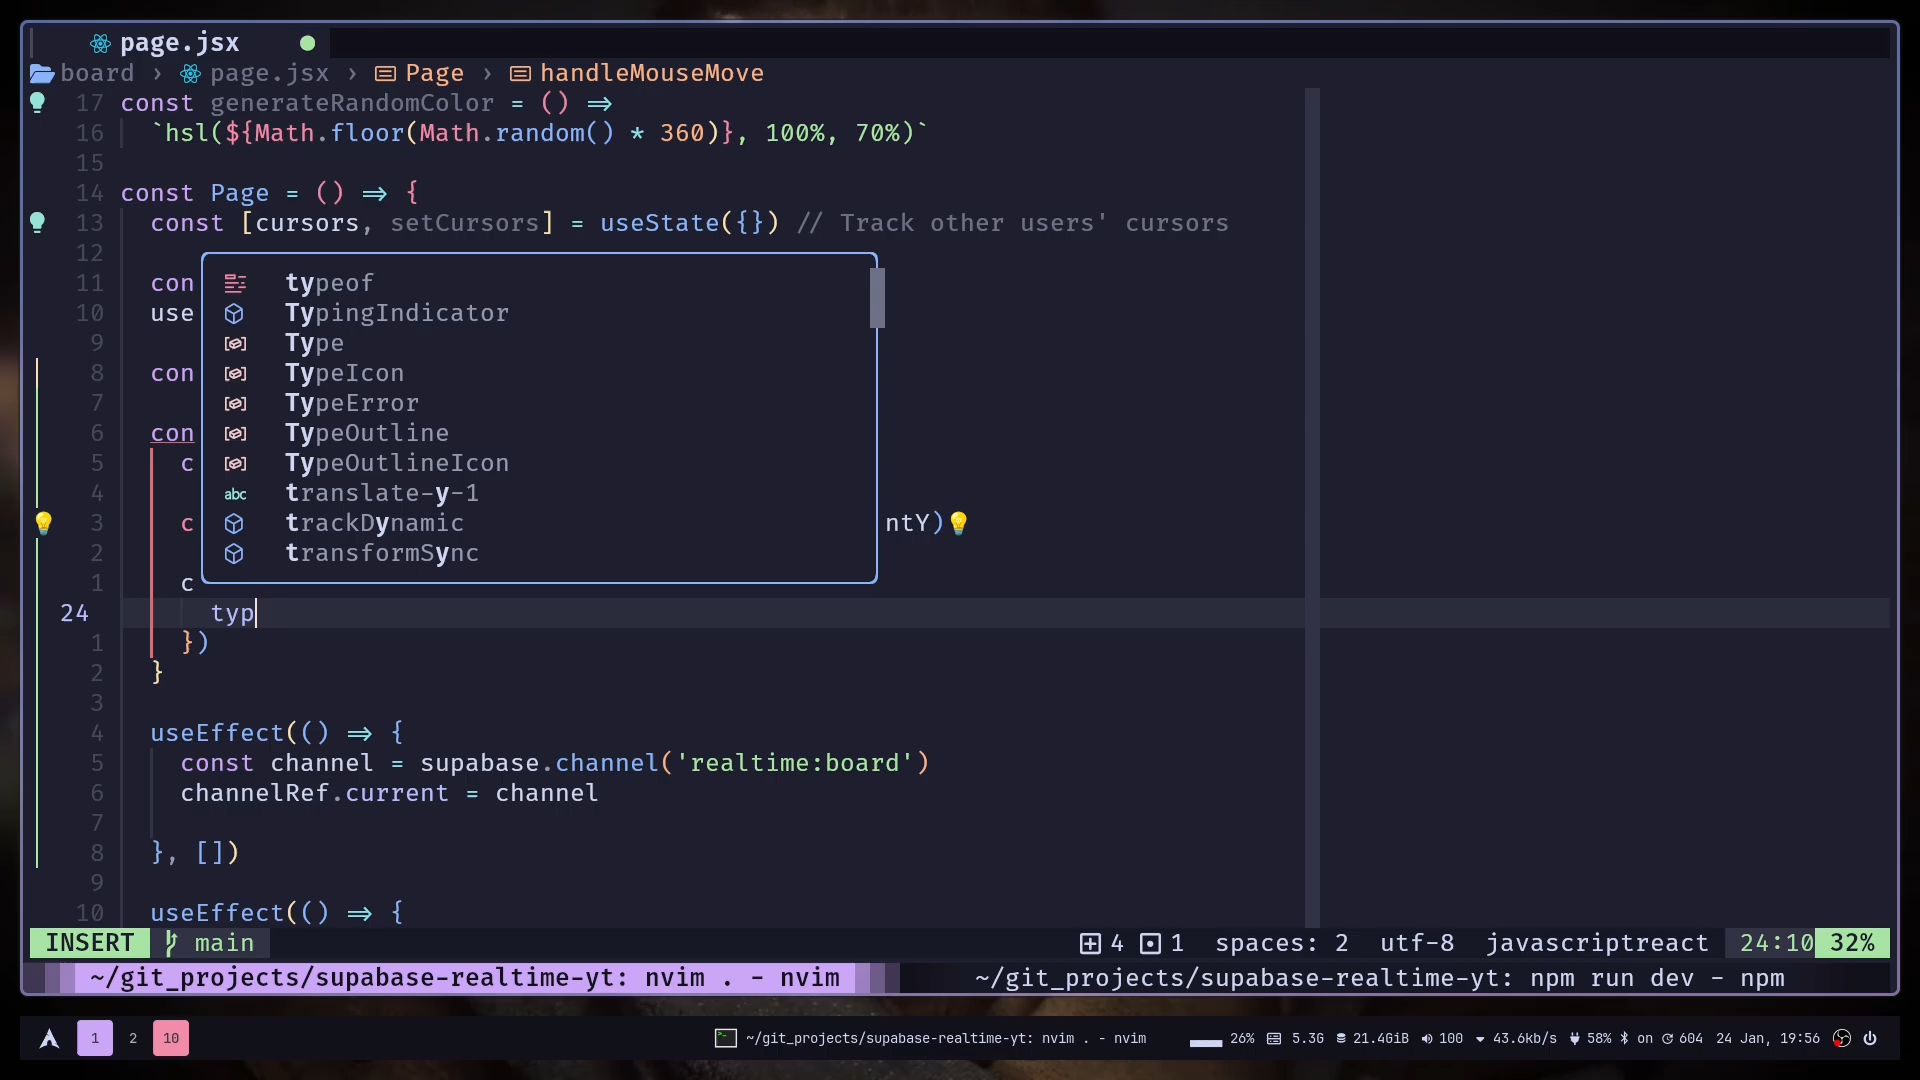 page.jsx
board › page.jsx › Page › handleMouseMove
17 const generateRandomColor = () =>
16 `hsl(${Math.floor(Math.random() * 360)}, 100%, 70%)`
15
14 const Page = () => {
13 const [cursors, setCursors] = useState({}) // Track other users' cursors
12
11 con
10 use
9
8 con
7
6 con
5 c
4
3 c ntY)
2
1 c
typeof
TypingIndicator
Type
TypeIcon
TypeError
TypeOutline
TypeOutlineIcon
abc translate-y-1
trackDynamic
transformSync
24 typ
1 })
2 }
3
4 useEffect(() => {
5 const channel = supabase.channel('realtime:board')
6 channelRef.current = channel
7
8 }, [])
9
10 useEffect(() => {
INSERT main 4 1 spaces: 2 utf-8 javascriptreact 24:10 32%
~/git_projects/supabase-realtime-yt: nvim . - nvim ~/git_projects/supabase-realtime-yt: npm run dev - npm
1 2 10 ~/git_projects/supabase-realtime-yt: nvim . - nvim 26% 5.3G 21.4GiB 100 43.6kb/s 58% on 604 24 Jan, 19:56